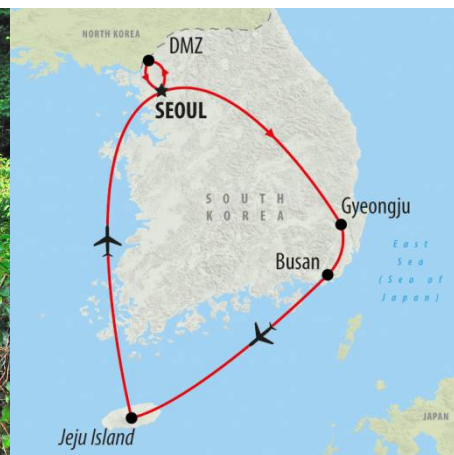 NORTH KOREA
DMZ
SEOUL
SOUTH
KOREA
Gyeongju
Busan
East
Sea
(Sea of
Japan)
JAPAN
Jeju Island